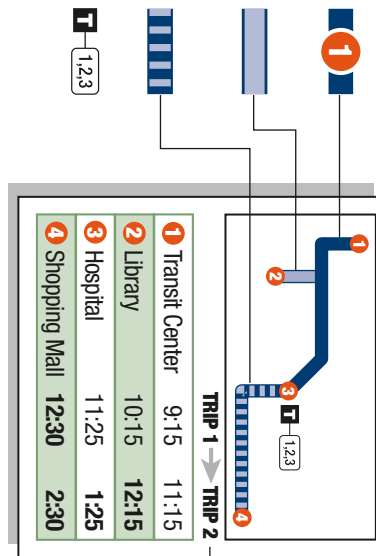 1
T
1,2,3
1
2
3
T
1,2,3
4
TRIP 1 TRIP 2
1 Transit Center 9:15 11:15
2 Library 10:15 12:15
3 Hospital 11:25 1:25
4 Shopping Mall 12:30 2:30